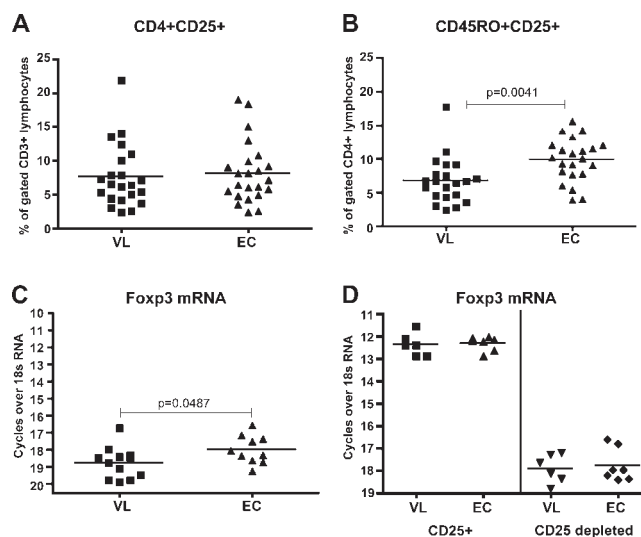 A
CD4+CD25+
% of gated CD3+ lymphocytes
25
20
15
10
5
0
VL
EC
B
CD45RO+CD25+
% of gated CD4+ lymphocytes
25
20
15
10
5
0
p=0.0041
VL
EC
C
Foxp3 mRNA
Cycles over 18s RNA
10
11
12
13
14
15
16
17
18
19
20
p=0.0487
VL
EC
D
Foxp3 mRNA
Cycles over 18s RNA
11
12
13
14
15
16
17
18
19
VL
EC
VL
EC
CD25+
CD25 depleted